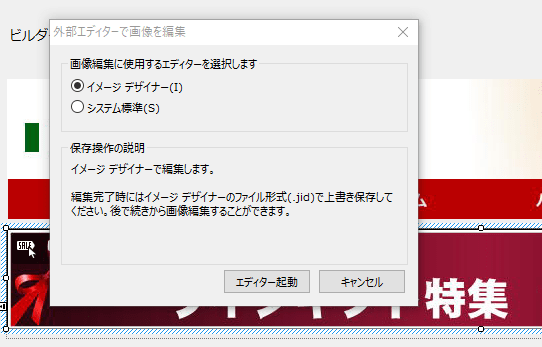 外部エディターで画像を編集
ビルダ
画像編集に使用するエディターを選択します
イメージ デザイナー(I)
システム標準(S)
保存操作の説明
イメージ デザイナーで編集します。
編集完了時にはイメージ デザイナーのファイル形式(.jid)で上書き保存して
ください。後で続きから画像編集することができます。
SALE
エディター起動 キャンセル
特集